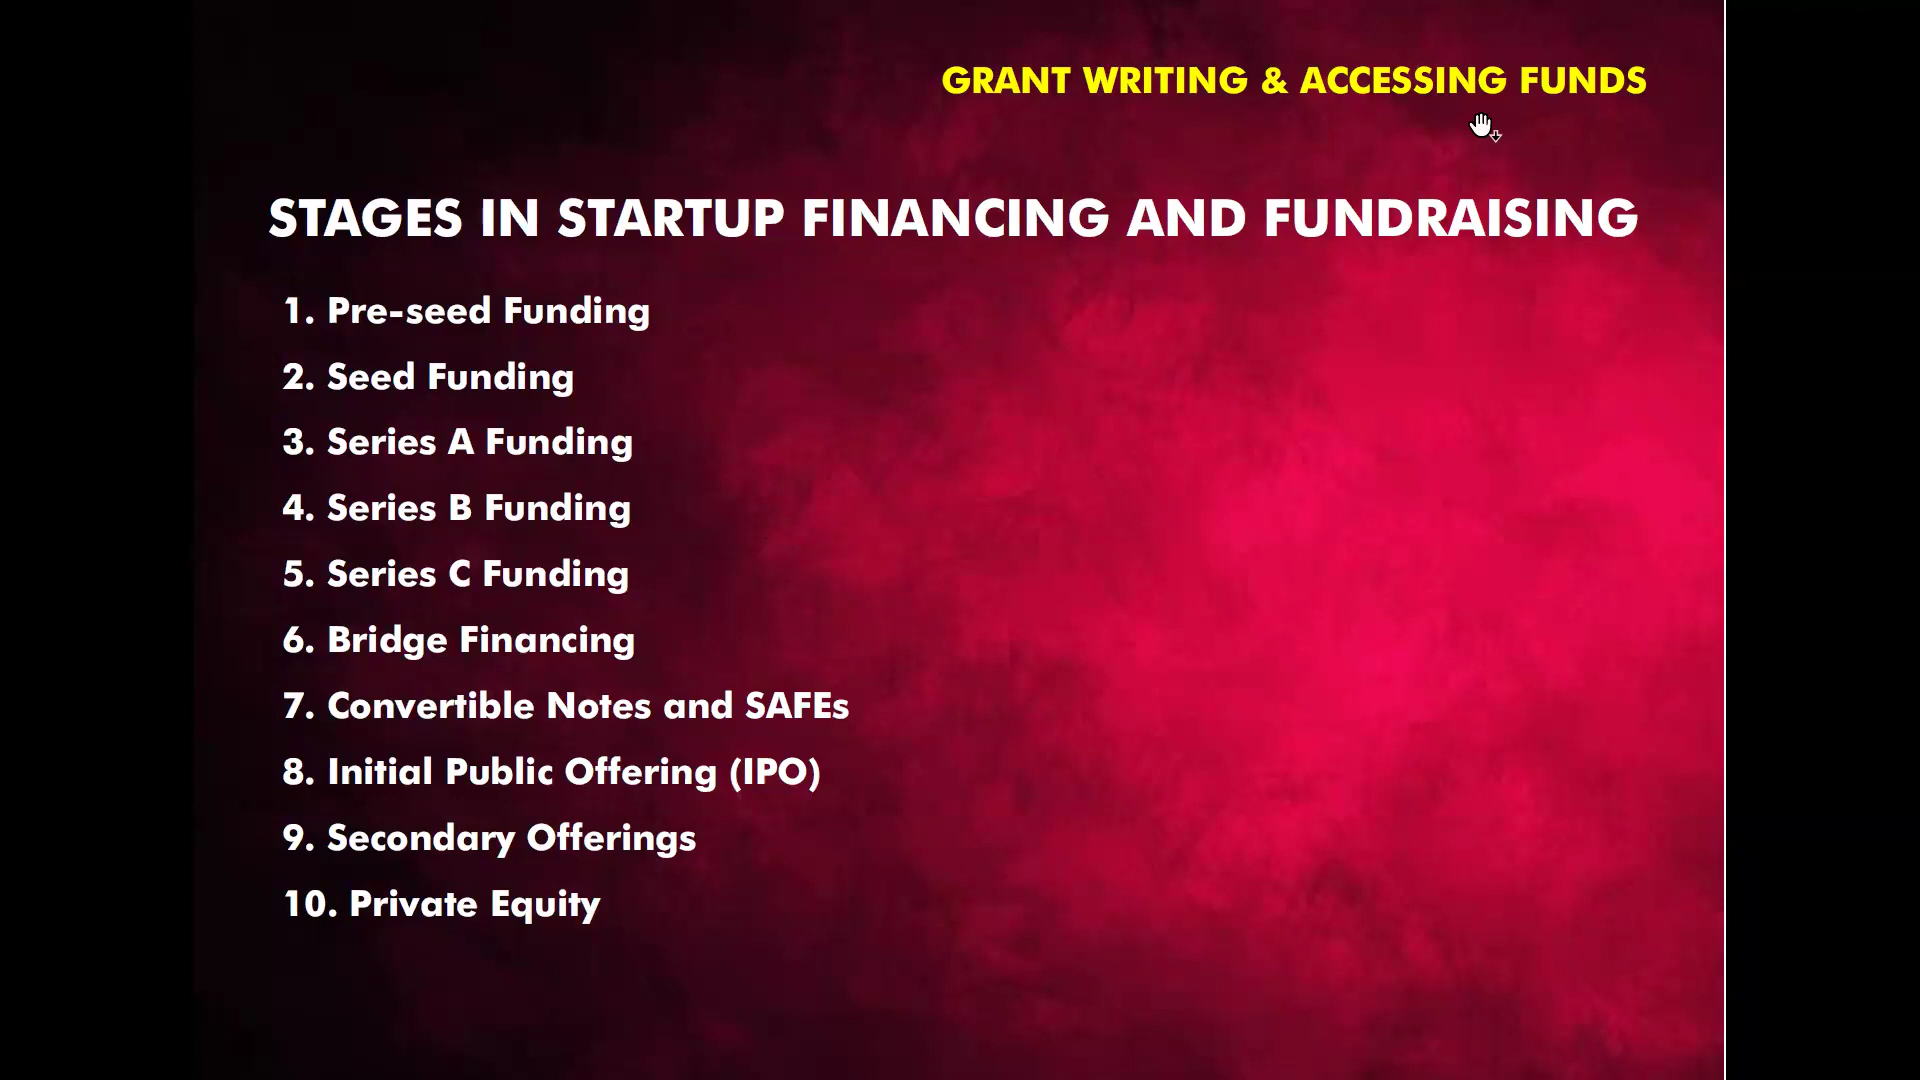 GRANT WRITING & ACCESSING FUNDS
STAGES IN STARTUP FINANCING AND FUNDRAISING
1. Pre-seed Funding
2. Seed Funding
3. Series A Funding
4. Series B Funding
5. Series C Funding
6. Bridge Financing
7. Convertible Notes and SAFEs
8. Initial Public Offering (IPO)
9. Secondary Offerings
10. Private Equity